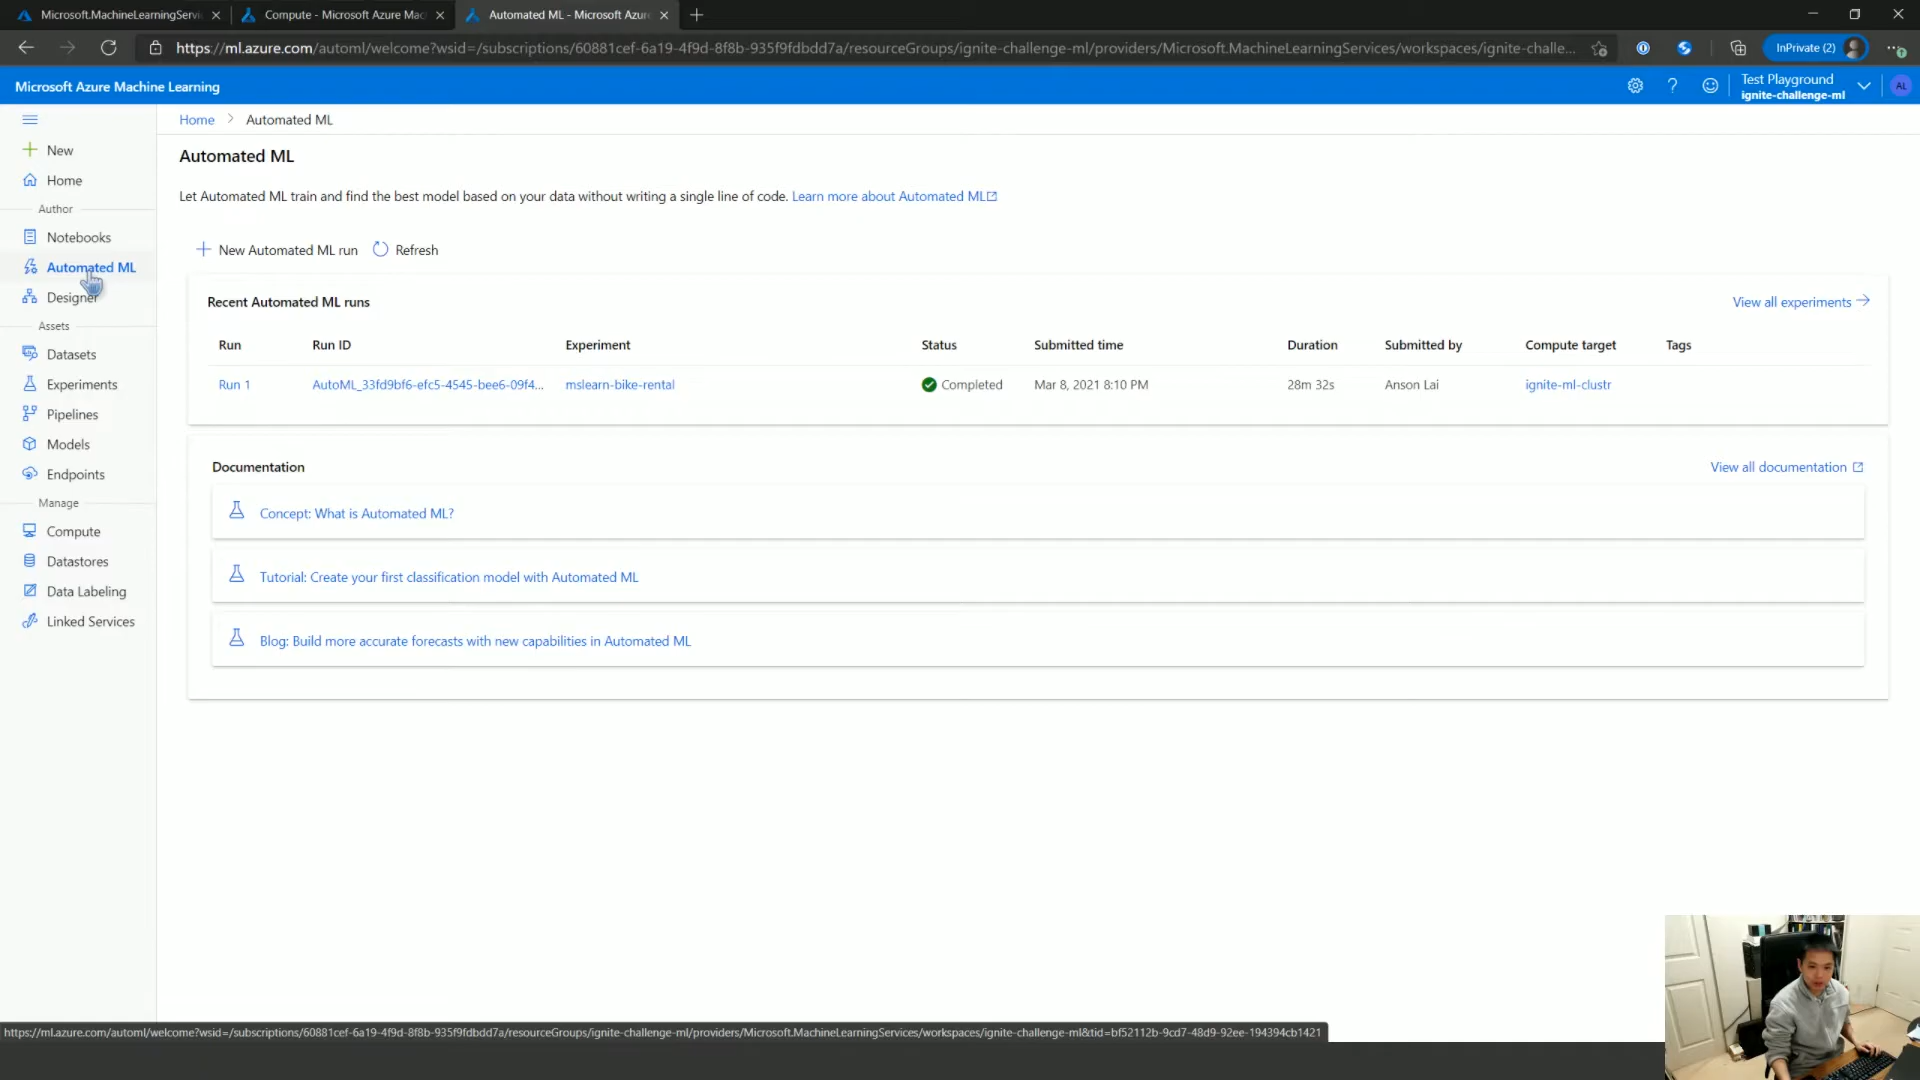 Microsoft.MachineLearningServi
Compute - Microsoft Azure Mac
Automated ML - Microsoft Azur
https://ml.azure.com/automl/welcome?wsid=/subscriptions/60881cef-6a19-4f9d-8f8b-935f9fdbdd7a/resourceGroups/ignite-challenge-ml/providers/Microsoft.MachineLearningServices/workspaces/ignite-challe...
InPrivate (2)
Microsoft Azure Machine Learning
Test Playground
ignite-challenge-ml
AL
New
Home
Author
Notebooks
Automated ML
Designer
Assets
Datasets
Experiments
Pipelines
Models
Endpoints
Manage
Compute
Datastores
Data Labeling
Linked Services
Home > Automated ML
Automated ML
Let Automated ML train and find the best model based on your data without writing a single line of code. Learn more about Automated ML
New Automated ML run Refresh
Recent Automated ML runs View all experiments
Run Run ID Experiment Status Submitted time Duration Submitted by Compute target Tags
Run 1 AutoML_33fd9bf6-efc5-4545-bee6-09f4... mslearn-bike-rental Completed Mar 8, 2021 8:10 PM 28m 32s Anson Lai ignite-ml-clustr
Documentation View all documentation
Concept: What is Automated ML?
Tutorial: Create your first classification model with Automated ML
Blog: Build more accurate forecasts with new capabilities in Automated ML
https://ml.azure.com/automl/welcome?wsid=/subscriptions/60881cef-6a19-4f9d-8f8b-935f9fdbdd7a/resourceGroups/ignite-challenge-ml/providers/Microsoft.MachineLearningServices/workspaces/ignite-challenge-ml&tid=bf52112b-9cd7-48d9-92ee-194394cb1421